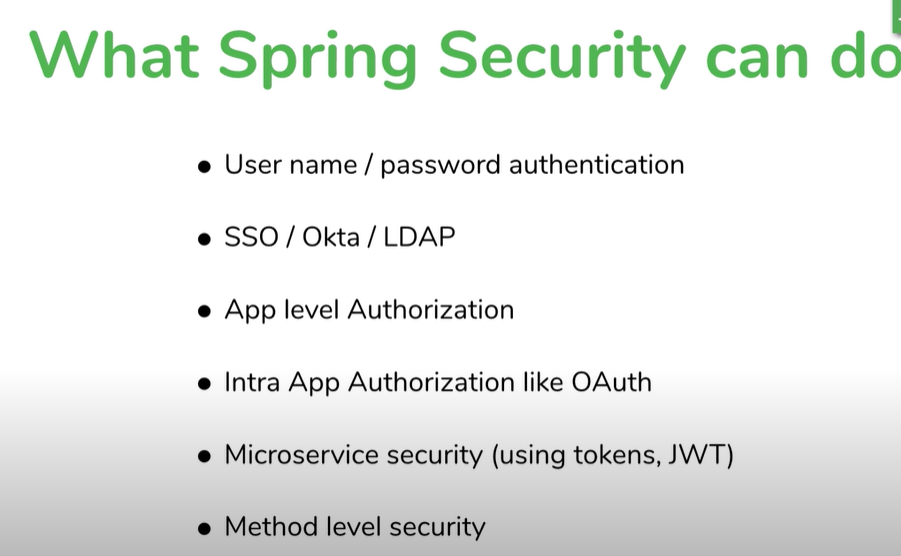 What Spring Security can do
● User name / password authentication
● SSO / Okta / LDAP
● App level Authorization
● Intra App Authorization like OAuth
● Microservice security (using tokens, JWT)
● Method level security